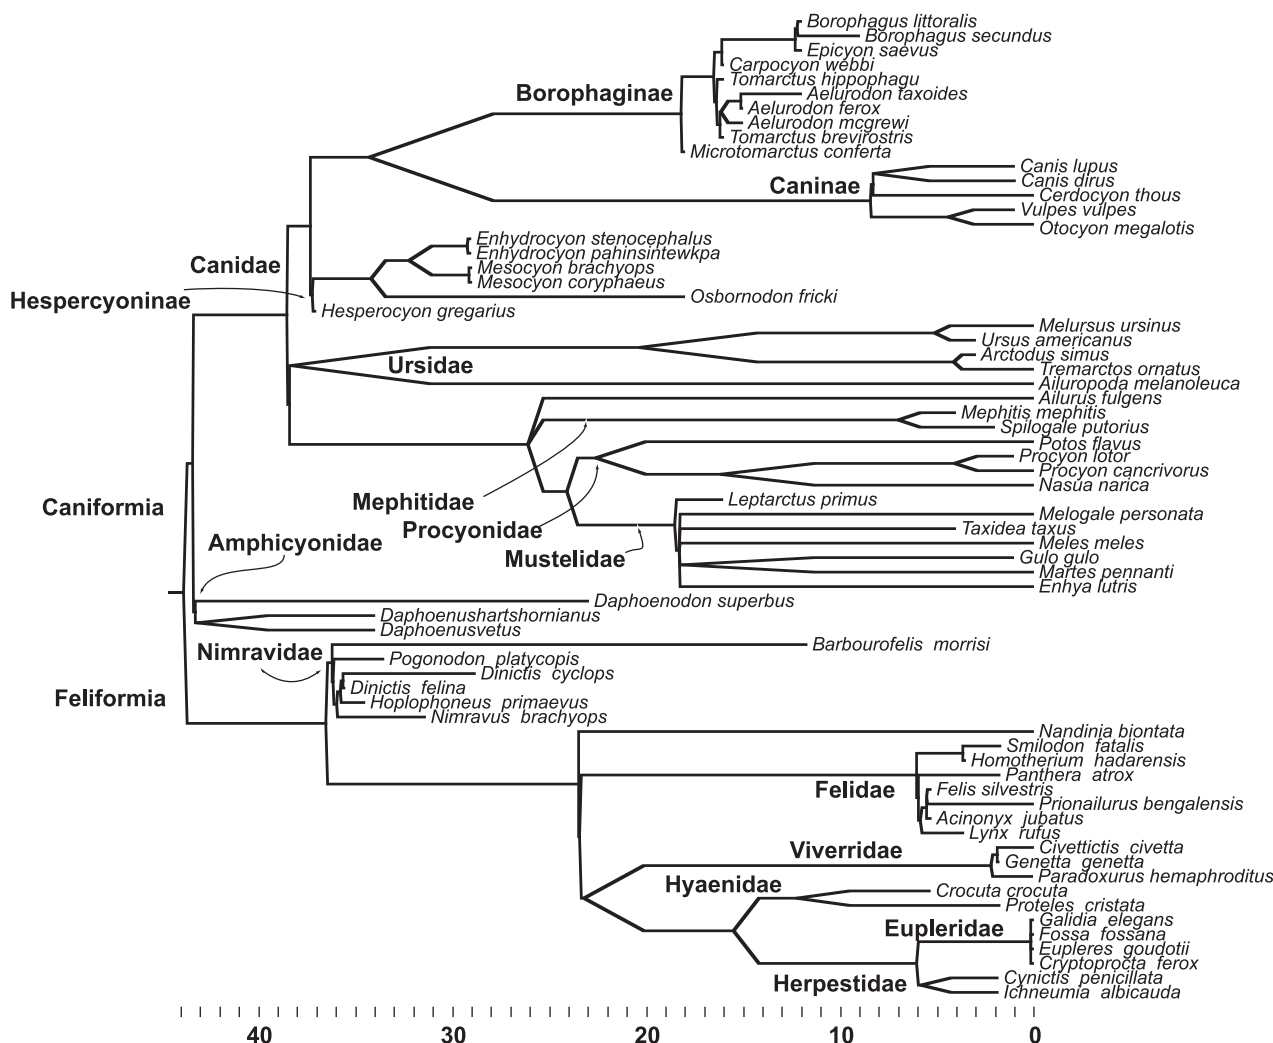 Borophagus littoralis
Borophagus secundus
Epicyon saevus
Carpocyon webbi
Tomarctus hippophagu
Borophaginae
Aelurodon taxoides
Aelurodon ferox
Aelurodon mcgrewi
Tomarctus brevirostris
Microtomarctus conferta
Canis lupus
Caninae
Canis dirus
Cerdocyon thous
Vulpes vulpes
Otocyon megalotis
Enhydrocyon stenocephalus
Enhydrocyon pahinsintewkpa
Canidae
Mesocyon brachyops
Mesocyon coryphaeus
Hespercyoninae
Osbornodon fricki
Hesperocyon gregarius
Melursus ursinus
Ursus americanus
Arctodus simus
Ursidae
Tremarctos ornatus
Ailuropoda melanoleuca
Ailurus fulgens
Mephitis mephitis
Spilogale putorius
Potos flavus
Procyon lotor
Procyon cancrivorus
Nasua narica
Mephitidae
Leptarctus primus
Caniformia
Melogale personata
Procyonidae
Taxidea taxus
Amphicyonidae
Meles meles
Mustelidae
Gulo gulo
Martes pennanti
Enhya lutris
Daphoenodon superbus
Daphoenushartshornianus
Daphoenusvetus
Barbourofelis morrisi
Nimravidae
Pogonodon platycopis
Dinictis cyclops
Dinictis felina
Feliformia
Hoplophoneus primaevus
Nimravus brachyops
Nandinia biontata
Smilodon fatalis
Homotherium hadarensis
Panthera atrox
Felidae
Felis silvestris
Prionailurus bengalensis
Acinonyx jubatus
Lynx rufus
Viverridae
Civettictis civetta
Genetta genetta
Paradoxurus hemaphroditus
Hyaenidae
Crocuta crocuta
Proteles cristata
Galidia elegans
Eupleridae
Fossa fossana
Eupleres goudotii
Cryptoprocta ferox
Herpestidae
Cynictis penicillata
Ichneumia albicauda
40 30 20 10 0